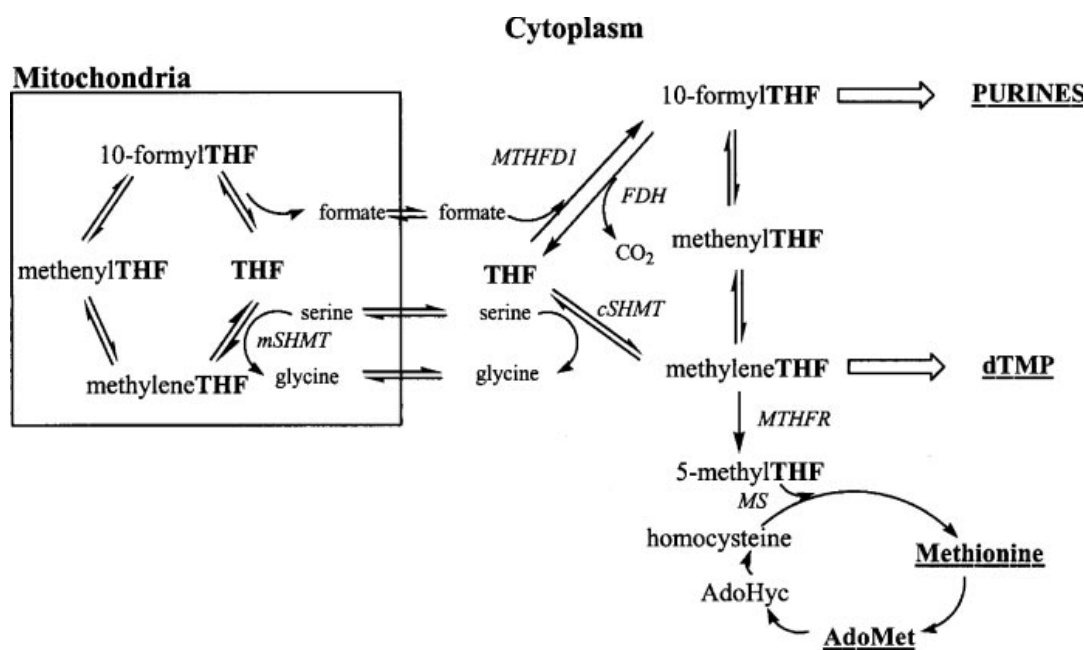 Cytoplasm
Mitochondria
10-formylTHF
PURINES
10-formylTHF
MTHFD1
FDH
formate
formate
CO2
methenylTHF
methenylTHF
THF
THF
serine
serine
cSHMT
mSHMT
glycine
glycine
methyleneTHF
methyleneTHF
dTMP
MTHFR
5-methylTHF
MS
homocysteine
Methionine
AdoHyc
AdoMet